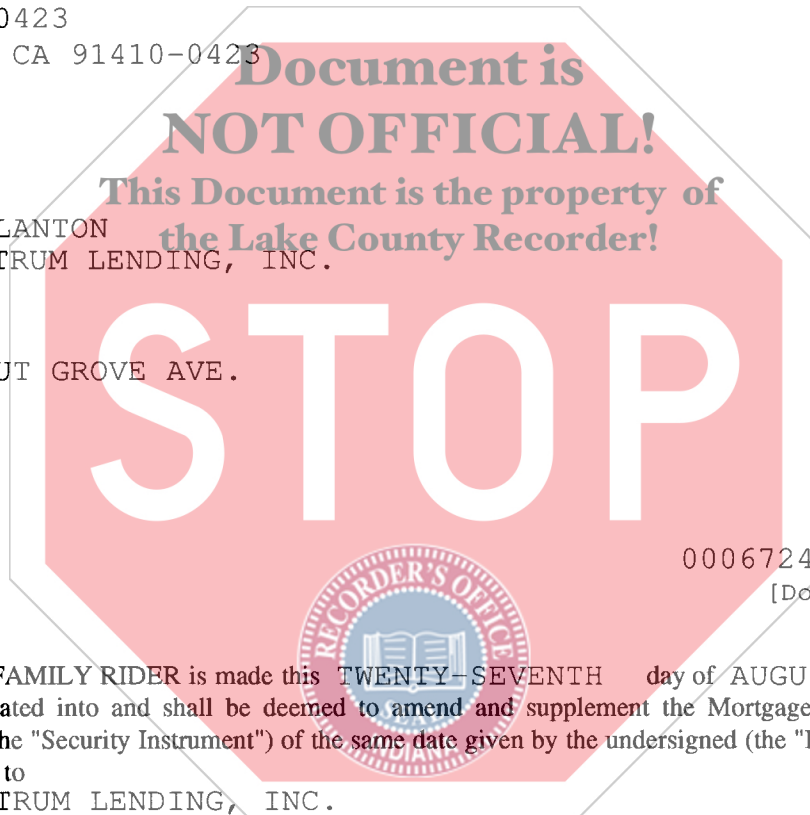 0423
CA 91410-0423
Document is
NOT OFFICIAL!
This Document is the property of
the Lake County Recorder!
LANTON
TRUM LENDING, INC.
UT GROVE AVE.
STOP
0006724
[Do
RECORDER'S OFFICE
SEAL
INDIANA
FAMILY RIDER is made this TWENTY-SEVENTH day of AUGU
ated into and shall be deemed to amend and supplement the Mortgage
he "Security Instrument") of the same date given by the undersigned (the "
to
TRUM LENDING, INC.